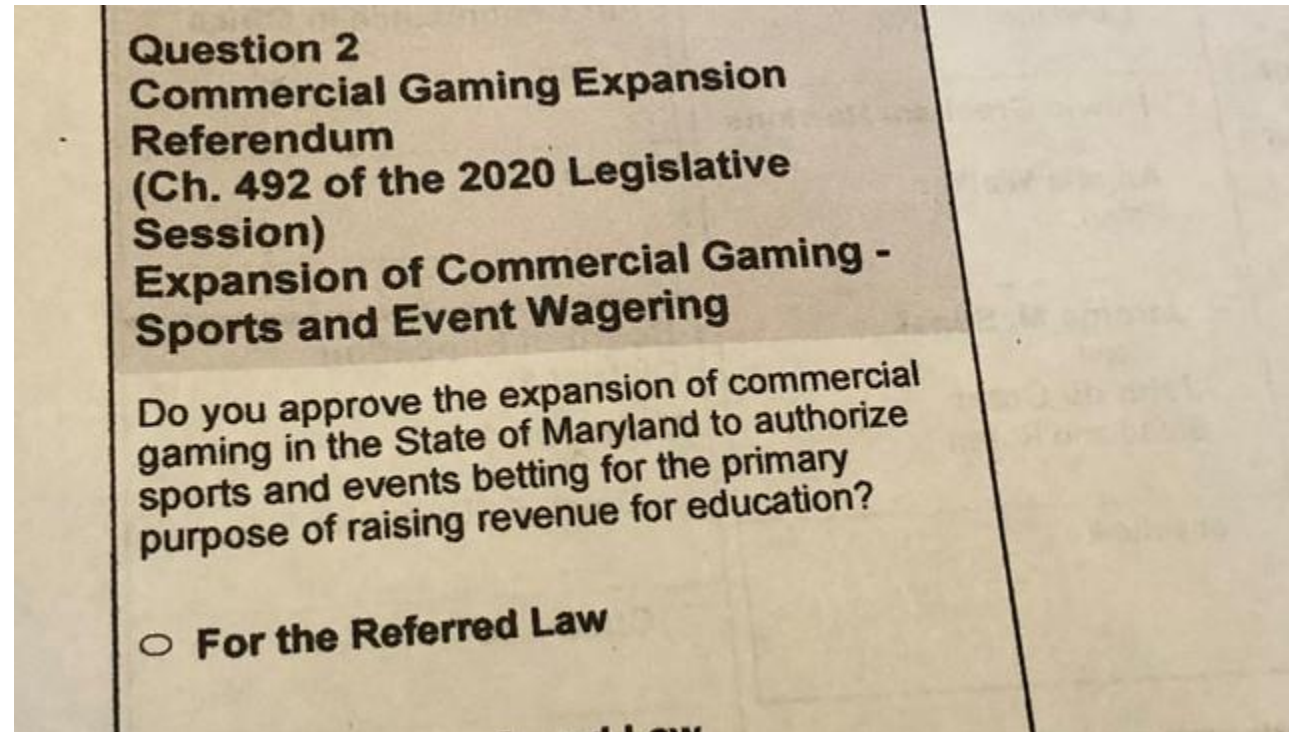 Question 2
Commercial Gaming Expansion
Referendum
(Ch. 492 of the 2020 Legislative
Session)
Expansion of Commercial Gaming -
Sports and Event Wagering
Do you approve the expansion of commercial
gaming in the State of Maryland to authorize
sports and events betting for the primary
purpose of raising revenue for education?
For the Referred Law
Law